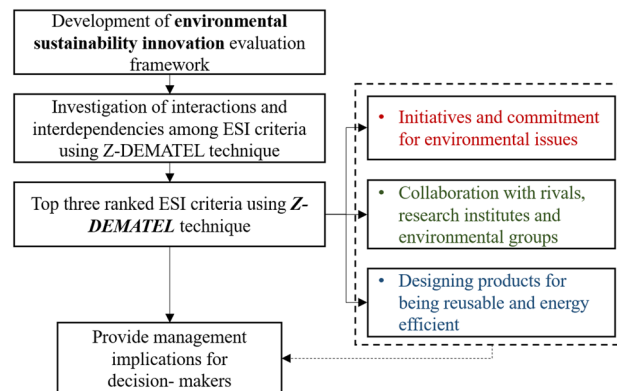 Development of environmental
sustainability innovation evaluation
framework
Investigation of interactions and
interdependencies among ESI criteria
using Z-DEMATEL technique
Top three ranked ESI criteria using Z-
DEMATEL technique
• Initiatives and commitment
for environmental issues
• Collaboration with rivals,
research institutes and
environmental groups
• Designing products for
being reusable and energy
efficient
Provide management
implications for
decision- makers